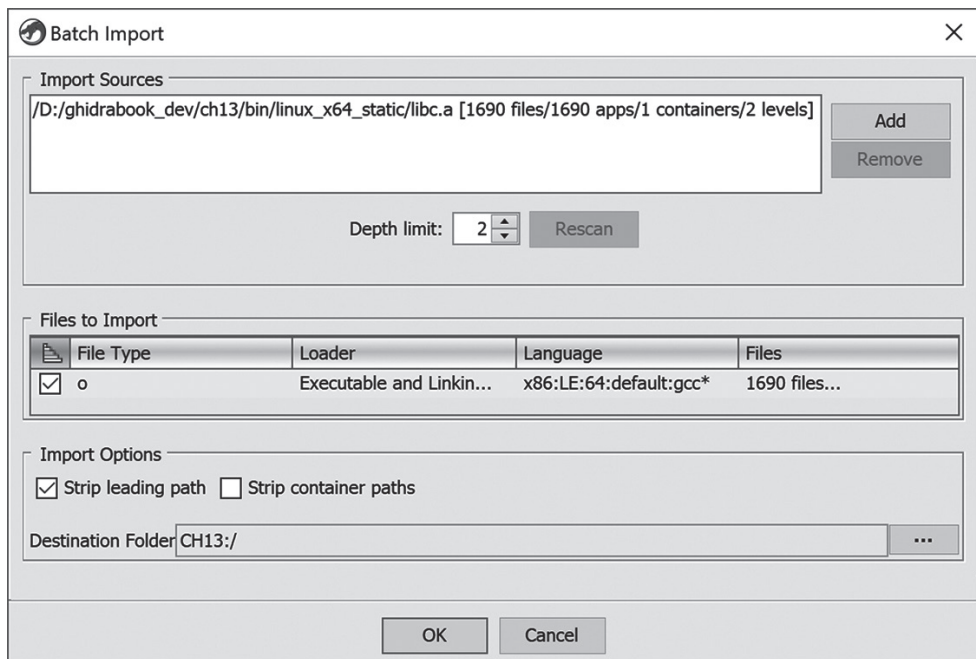 Batch Import
Import Sources
/D:/ghidrabook_dev/ch13/bin/linux_x64_static/libc.a [1690 files/1690 apps/1 containers/2 levels]
Add
Remove
Depth limit: 2 Rescan
Files to Import
File Type Loader Language Files
o Executable and Linkin... x86:LE:64:default:gcc* 1690 files...
Import Options
Strip leading path Strip container paths
Destination Folder CH13:/ ...
OK Cancel